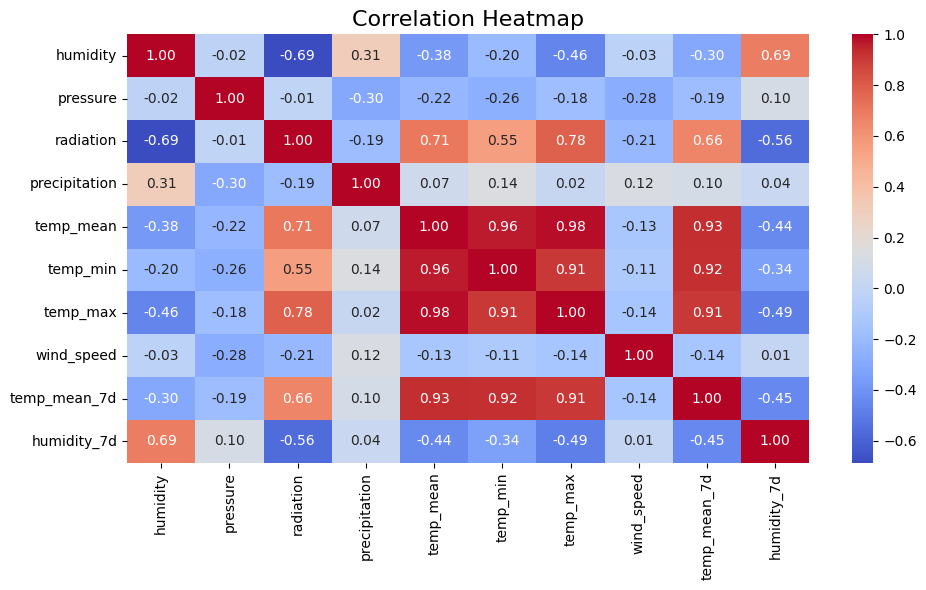 Correlation Heatmap
humidity 1.00 -0.02 -0.69 0.31 -0.38 -0.20 -0.46 -0.03 -0.30 0.69
pressure -0.02 1.00 -0.01 -0.30 -0.22 -0.26 -0.18 -0.28 -0.19 0.10
radiation -0.69 -0.01 1.00 -0.19 0.71 0.55 0.78 -0.21 0.66 -0.56
precipitation 0.31 -0.30 -0.19 1.00 0.07 0.14 0.02 0.12 0.10 0.04
temp_mean -0.38 -0.22 0.71 0.07 1.00 0.96 0.98 -0.13 0.93 -0.44
temp_min -0.20 -0.26 0.55 0.14 0.96 1.00 0.91 -0.11 0.92 -0.34
temp_max -0.46 -0.18 0.78 0.02 0.98 0.91 1.00 -0.14 0.91 -0.49
wind_speed -0.03 -0.28 -0.21 0.12 -0.13 -0.11 -0.14 1.00 -0.14 0.01
temp_mean_7d -0.30 -0.19 0.66 0.10 0.93 0.92 0.91 -0.14 1.00 -0.45
humidity_7d 0.69 0.10 -0.56 0.04 -0.44 -0.34 -0.49 0.01 -0.45 1.00
humidity
pressure
radiation
precipitation
temp_mean
temp_min
temp_max
wind_speed
temp_mean_7d
humidity_7d
1.0
0.8
0.6
0.4
0.2
0.0
−0.2
−0.4
−0.6